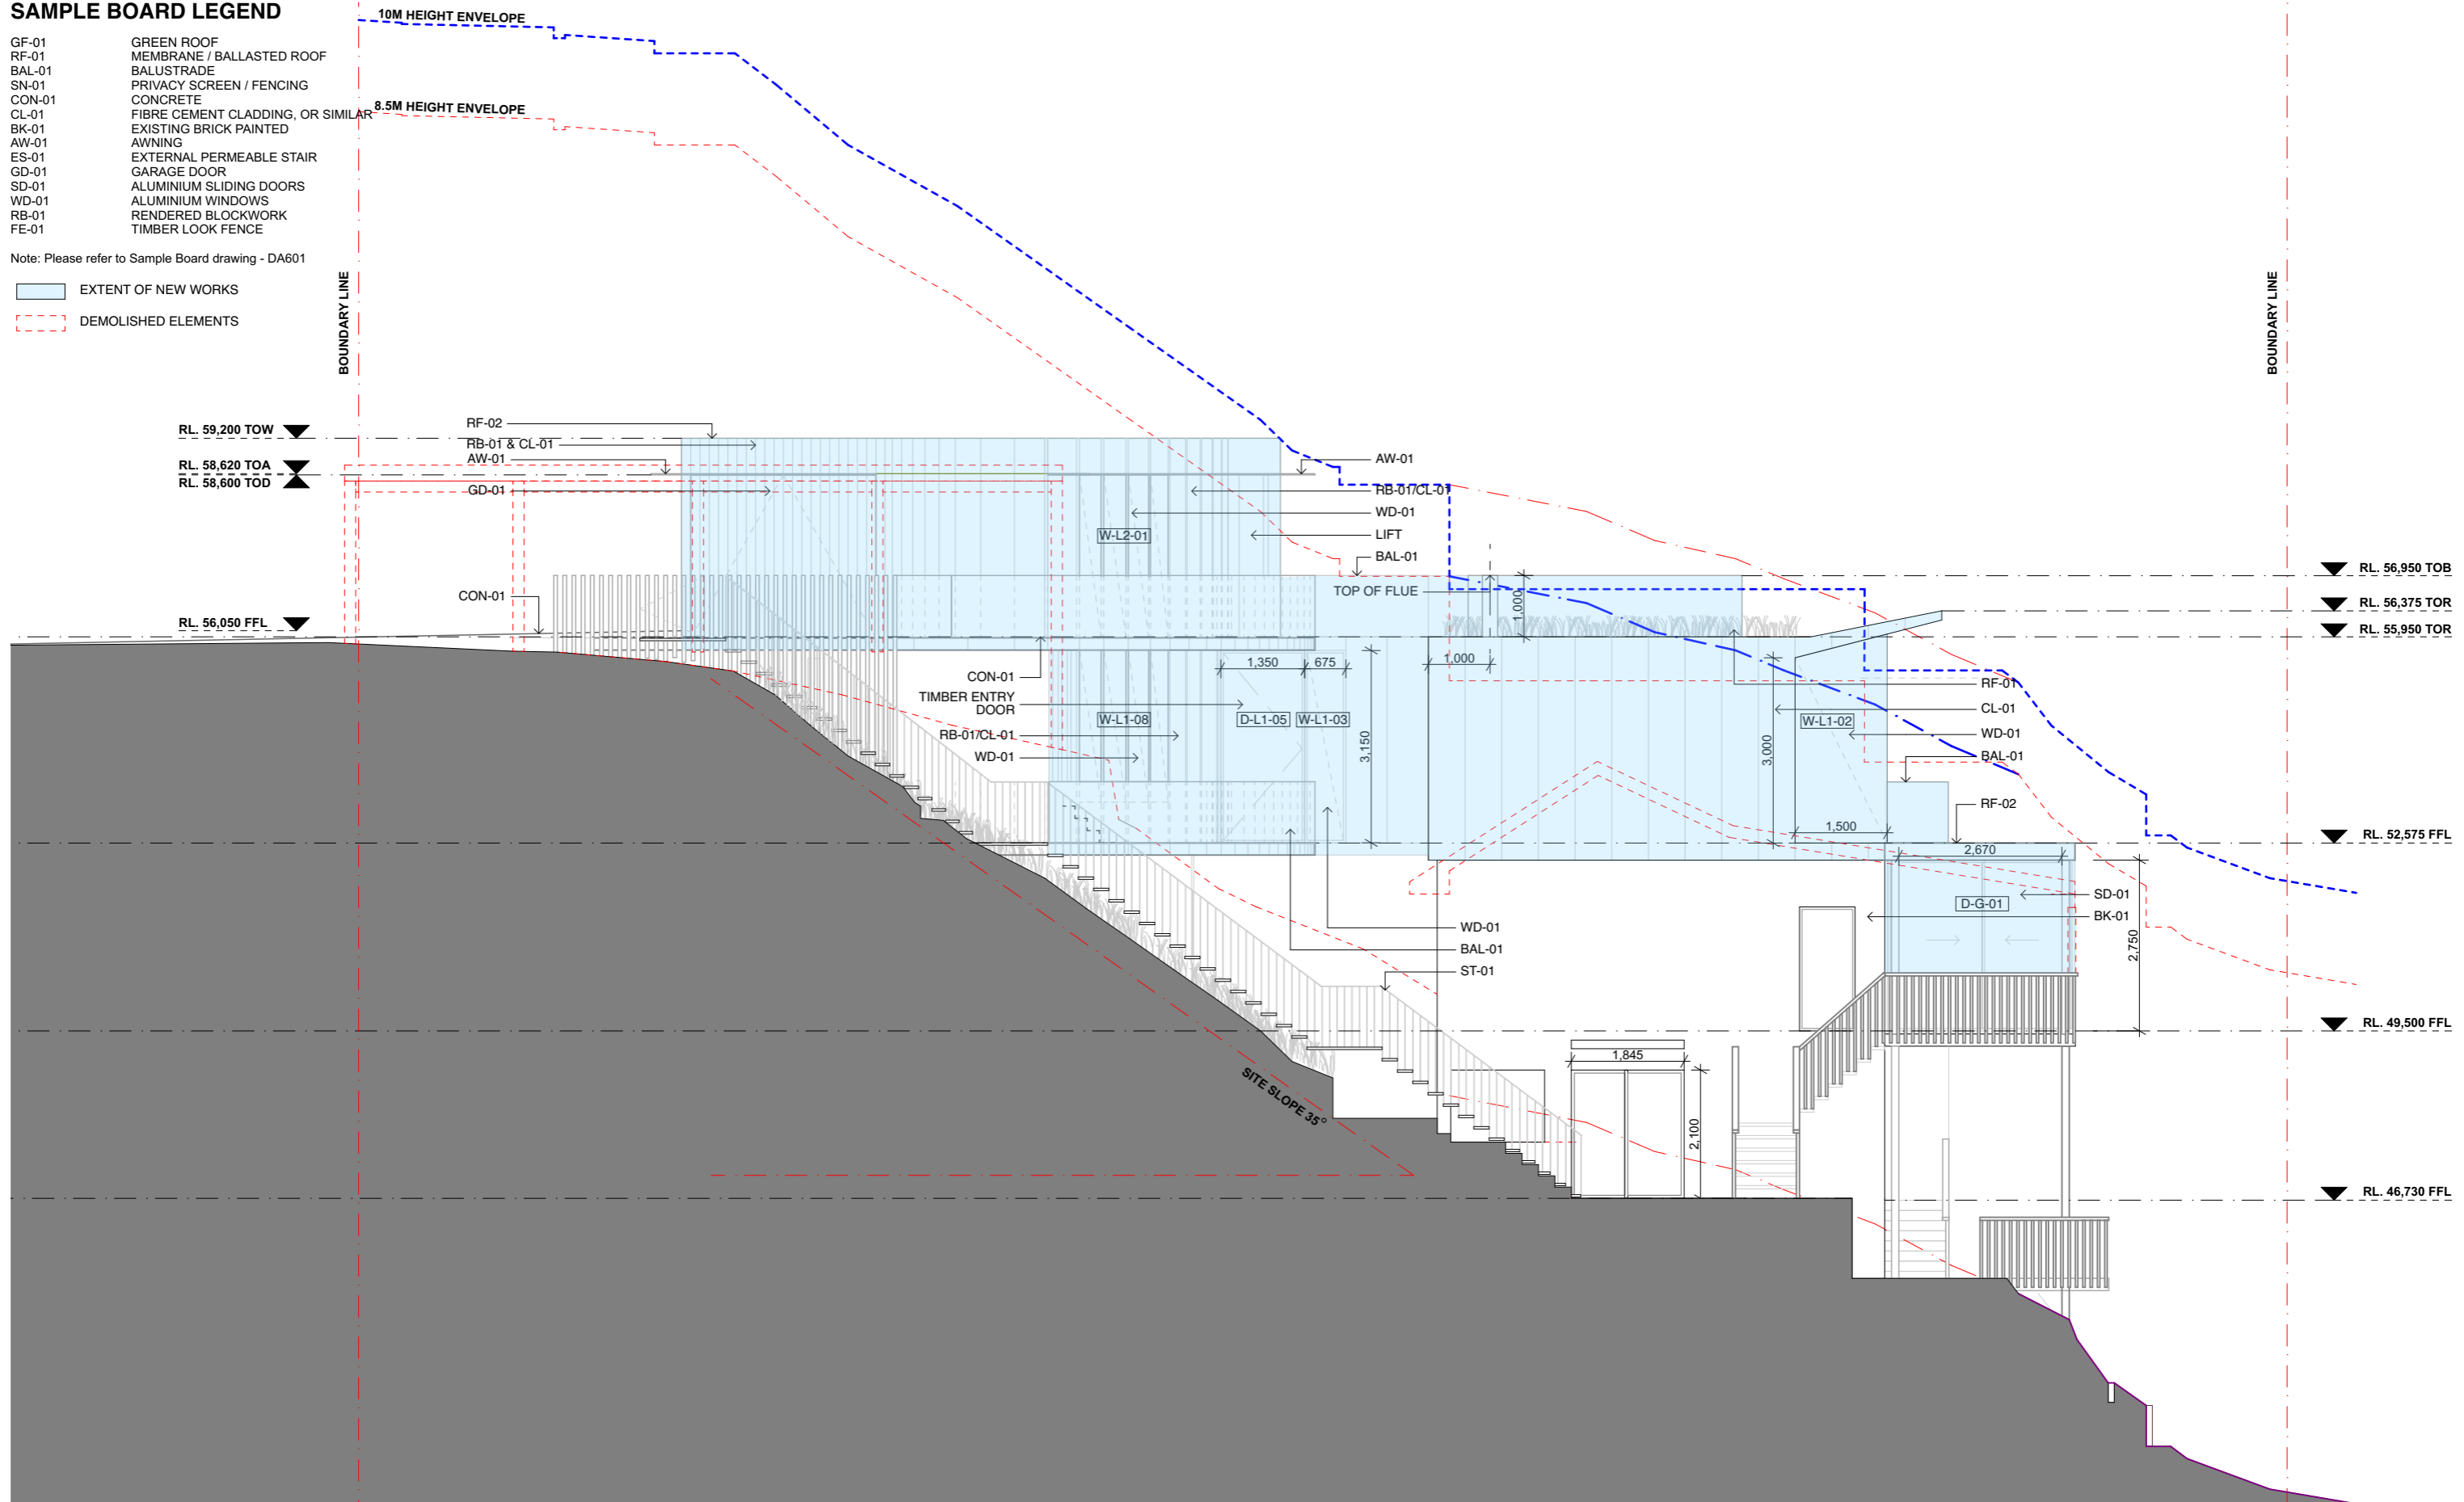 SAMPLE BOARD LEGEND
GF-01 GREEN ROOF
RF-01 MEMBRANE / BALLASTED ROOF
BAL-01 BALUSTRADE
SN-01 PRIVACY SCREEN / FENCING
CON-01 CONCRETE
CL-01 FIBRE CEMENT CLADDING, OR SIMILAR
BK-01 EXISTING BRICK PAINTED
AW-01 AWNING
ES-01 EXTERNAL PERMEABLE STAIR
GD-01 GARAGE DOOR
SD-01 ALUMINIUM SLIDING DOORS
WD-01 ALUMINIUM WINDOWS
RB-01 RENDERED BLOCKWORK
FE-01 TIMBER LOOK FENCE
Note: Please refer to Sample Board drawing - DA601
EXTENT OF NEW WORKS
DEMOLISHED ELEMENTS
10M HEIGHT ENVELOPE
8.5M HEIGHT ENVELOPE
BOUNDARY LINE
BOUNDARY LINE
RL. 59,200 TOW
RL. 58,620 TOA
RL. 58,600 TOD
RL. 56,050 FFL
RF-02
RB-01 & CL-01
AW-01
GD-01
CON-01
AW-01
RB-01/CL-01
WD-01
LIFT
BAL-01
W-L2-01
TOP OF FLUE
1,000
1,000
RL. 56,950 TOB
RL. 56,375 TOR
RL. 55,950 TOR
CON-01
TIMBER ENTRY
DOOR
RB-01/CL-01
WD-01
1,350
675
W-L1-08
D-L1-05
W-L1-03
3,150
3,000
W-L1-02
1,500
RF-01
CL-01
WD-01
BAL-01
RF-02
RL. 52,575 FFL
2,670
D-G-01
SD-01
BK-01
2,750
WD-01
BAL-01
ST-01
RL. 49,500 FFL
1,845
2,100
SITE SLOPE 35°
RL. 46,730 FFL